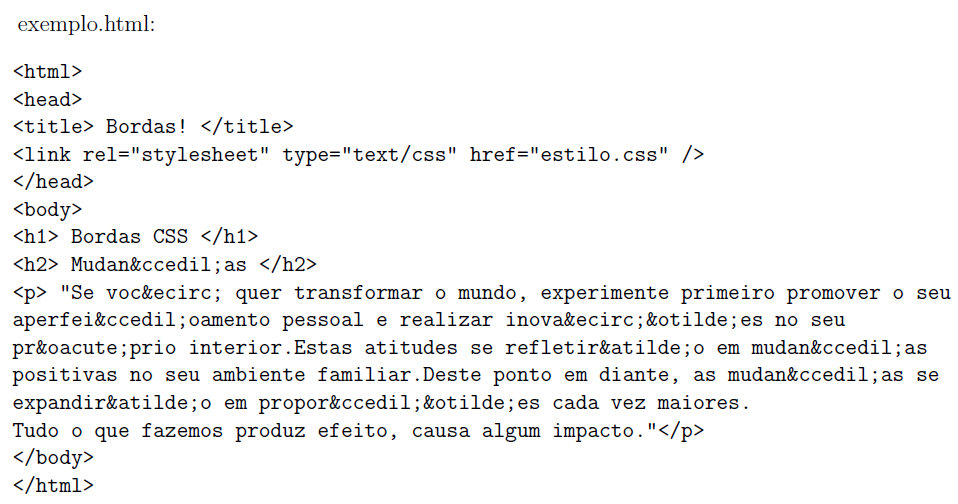 exemplo.html:
<html>
<head>
<title> Bordas! </title>
<link rel="stylesheet" type="text/css" href="estilo.css" />
</head>
<body>
<h1> Bordas CSS </h1>
<h2> Mudan&ccedil;as </h2>
<p> "Se voc&ecirc; quer transformar o mundo, experimente primeiro promover o seu
aperfei&ccedil;oamento pessoal e realizar inova&ecirc;&otilde;es no seu
pr&oacute;prio interior.Estas atitudes se refletir&atilde;o em mudan&ccedil;as
positivas no seu ambiente familiar.Deste ponto em diante, as mudan&ccedil;as se
expandir&atilde;o em propor&ccedil;&otilde;es cada vez maiores.
Tudo o que fazemos produz efeito, causa algum impacto."</p>
</body>
</html>